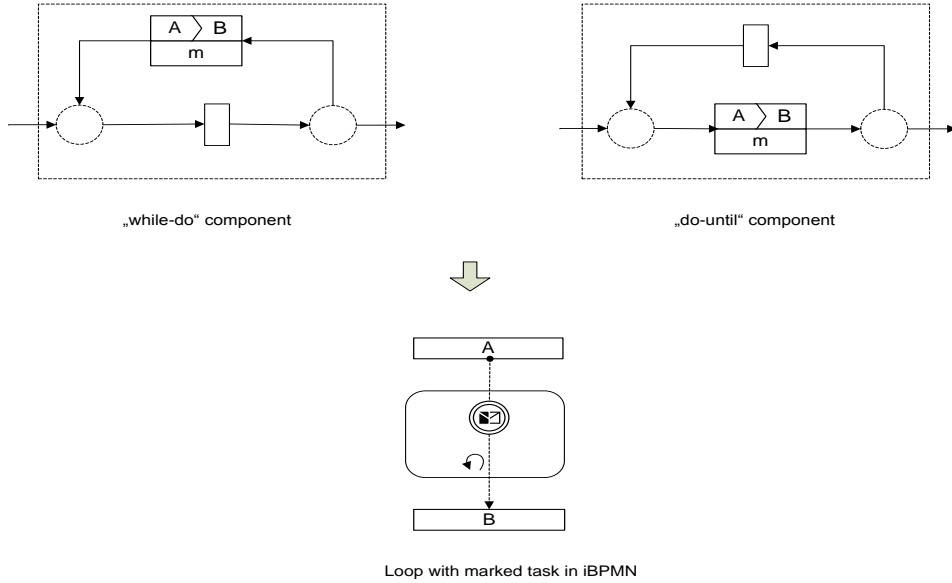 A B
m
A B
m
„while-do“ component
„do-until“ component
A
B
Loop with marked task in iBPMN